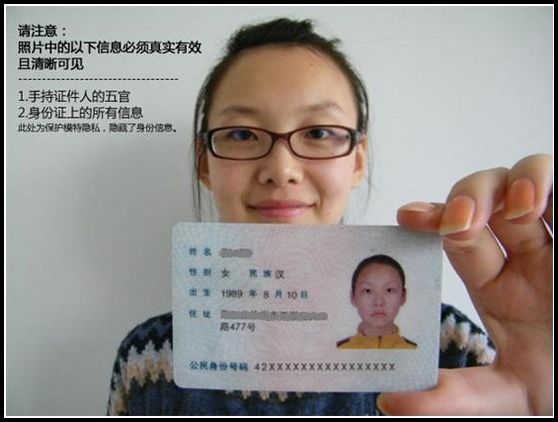 请注意：
照片中的以下信息必须真实有效
且清晰可见
----------------------------------
1.手持证件人的五官
2.身份证上的所有信息
此处为保护模特隐私，隐藏了身份信息。
姓名
性别 女 民族 汉
出生 1989 年 8 月 10 日
住址
路477号
公民身份号码 42XXXXXXXXXXXXXXXX